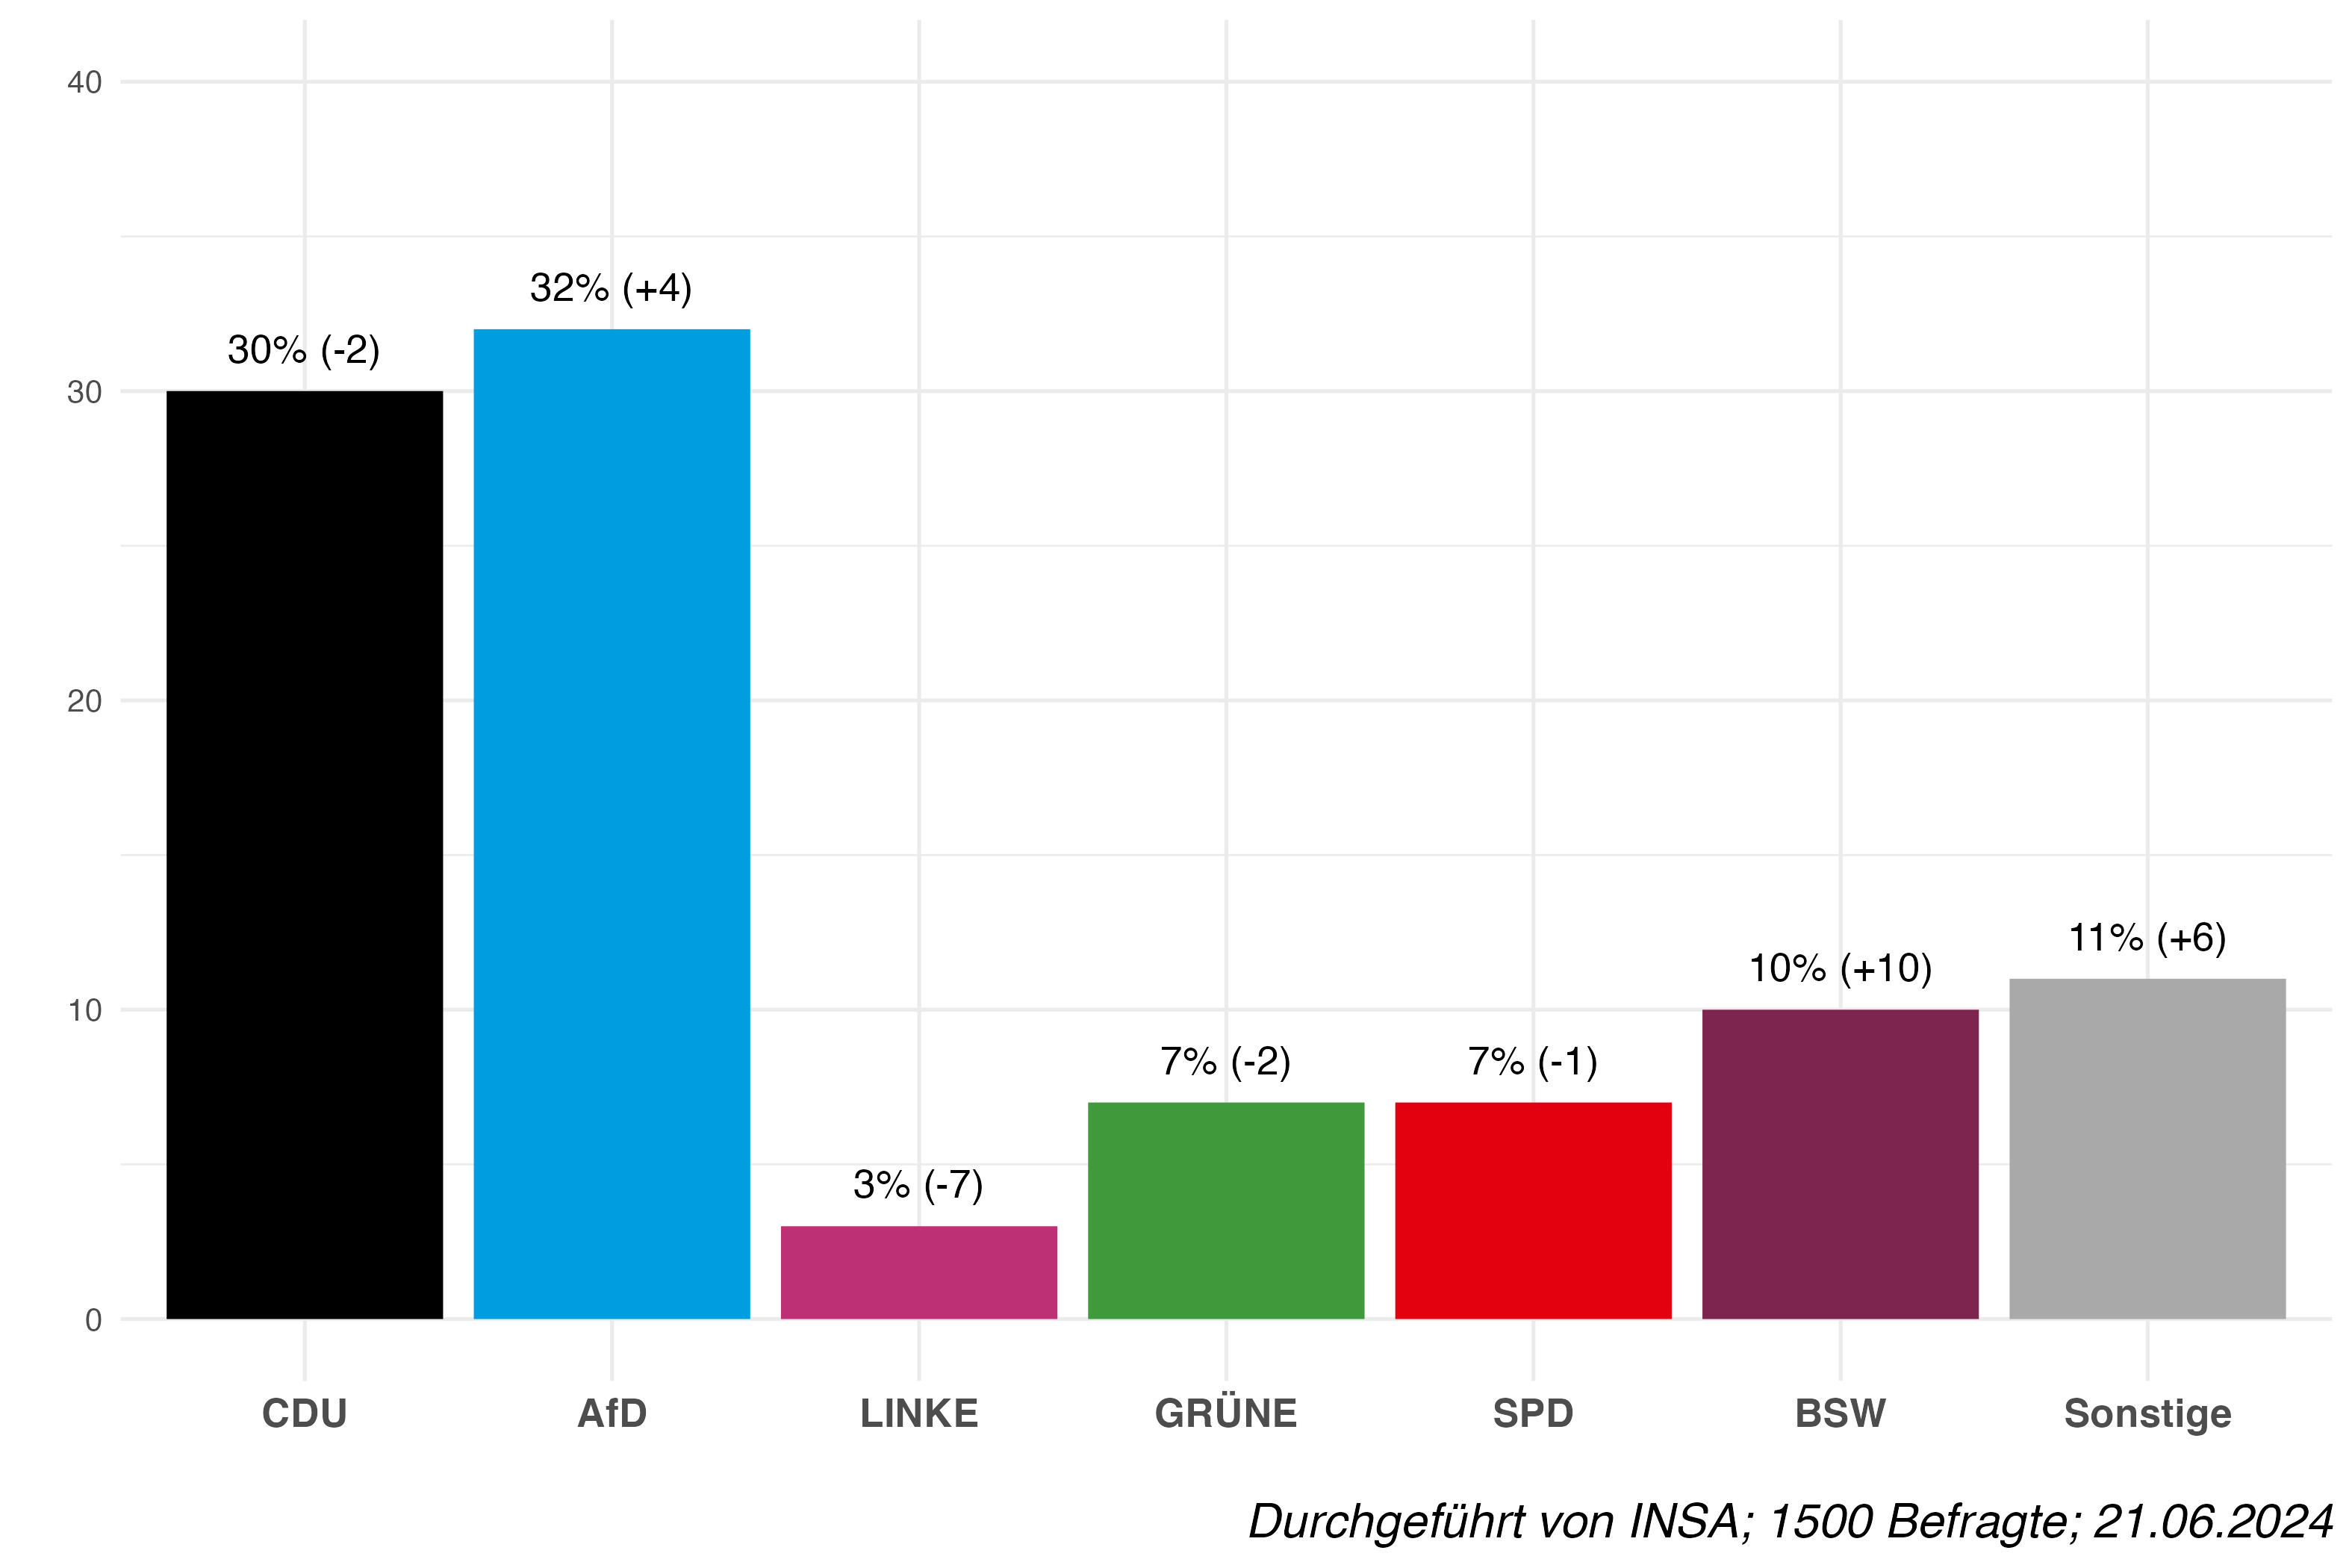 40
30
20
10
0
30% (-2)
32% (+4)
3% (-7)
7% (-2)
7% (-1)
10% (+10)
11% (+6)
CDU
AfD
LINKE
GRÜNE
SPD
BSW
Sonstige
Durchgeführt von INSA; 1500 Befragte; 21.06.2024